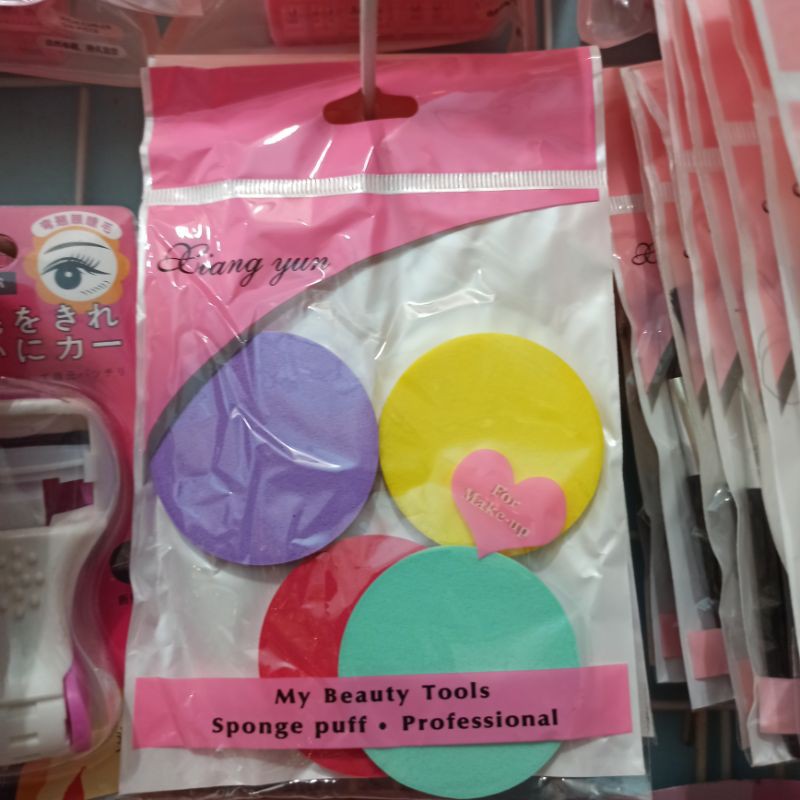 Xiang yun
For
Make-up
My Beauty Tools
Sponge puff • Professional
をきれ
にカー